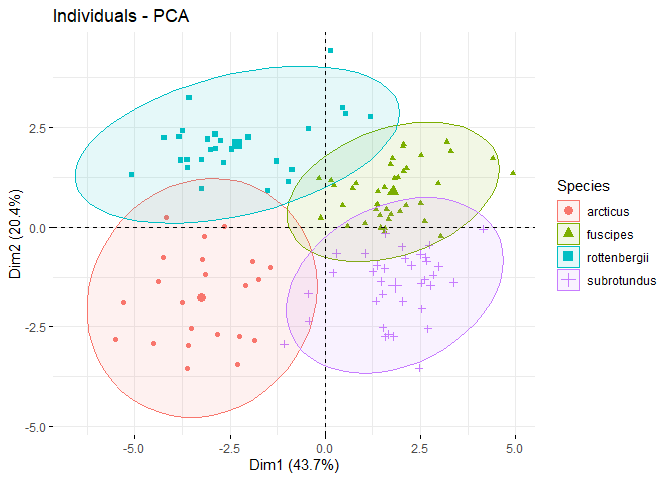 Individuals - PCA
Dim2 (20.4%)
2.5
0.0
-2.5
-5.0
-5.0
-2.5
0.0
2.5
5.0
Dim1 (43.7%)
Species
arcticus
fuscipes
rottenbergii
subrotundus